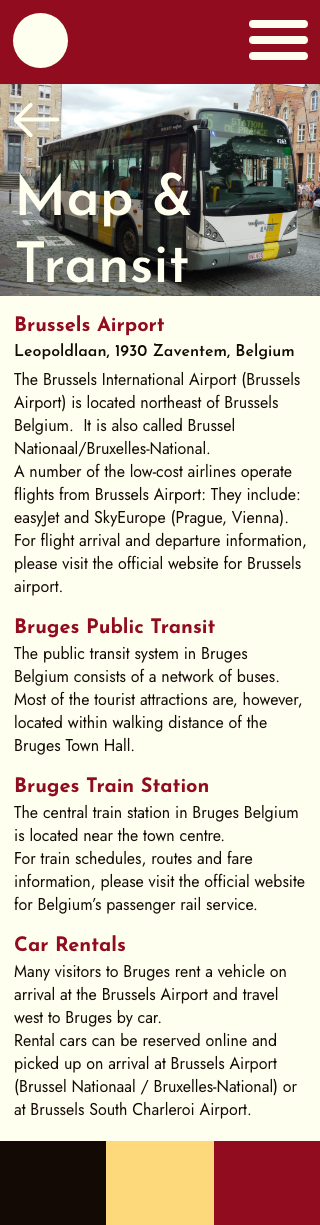 STATION
Map &
Transit
Brussels Airport
Leopoldlaan, 1930 Zaventem, Belgium
The Brussels International Airport (Brussels
Airport) is located northeast of Brussels
Belgium.  It is also called Brussel
Nationaal/Bruxelles-National.
A number of the low-cost airlines operate
flights from Brussels Airport: They include:
easyJet and SkyEurope (Prague, Vienna).
For flight arrival and departure information,
please visit the official website for Brussels
airport.
Bruges Public Transit
The public transit system in Bruges
Belgium consists of a network of buses.
Most of the tourist attractions are, however,
located within walking distance of the
Bruges Town Hall.
Bruges Train Station
The central train station in Bruges Belgium
is located near the town centre.
For train schedules, routes and fare
information, please visit the official website
for Belgium's passenger rail service.
Car Rentals
Many visitors to Bruges rent a vehicle on
arrival at the Brussels Airport and travel
west to Bruges by car.
Rental cars can be reserved online and
picked up on arrival at Brussels Airport
(Brussel Nationaal / Bruxelles-National) or
at Brussels South Charleroi Airport.